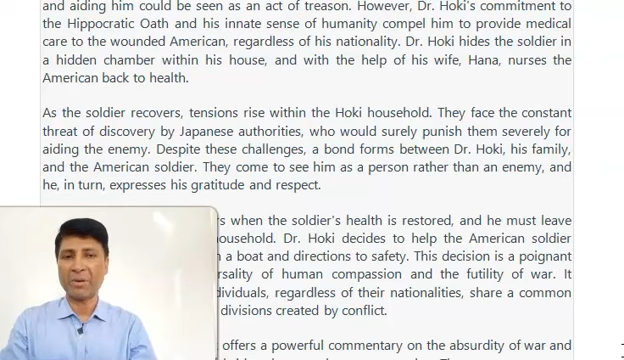 and aiding him could be seen as an act of treason. However, Dr. Hoki's commitment to
the Hippocratic Oath and his innate sense of humanity compel him to provide medical
care to the wounded American, regardless of his nationality. Dr. Hoki hides the soldier in
a hidden chamber within his house, and with the help of his wife, Hana, nurses the
American back to health.
As the soldier recovers, tensions rise within the Hoki household. They face the constant
threat of discovery by Japanese authorities, who would surely punish them severely for
aiding the enemy. Despite these challenges, a bond forms between Dr. Hoki, his family,
and the American soldier. They come to see him as a person rather than an enemy, and
he, in turn, expresses his gratitude and respect.
when the soldier's health is restored, and he must leave
Dr. Hoki decides to help the American soldier
a boat and directions to safety. This decision is a poignant
of human compassion and the futility of war. It
regardless of their nationalities, share a common
divisions created by conflict.
offers a powerful commentary on the absurdity of war and